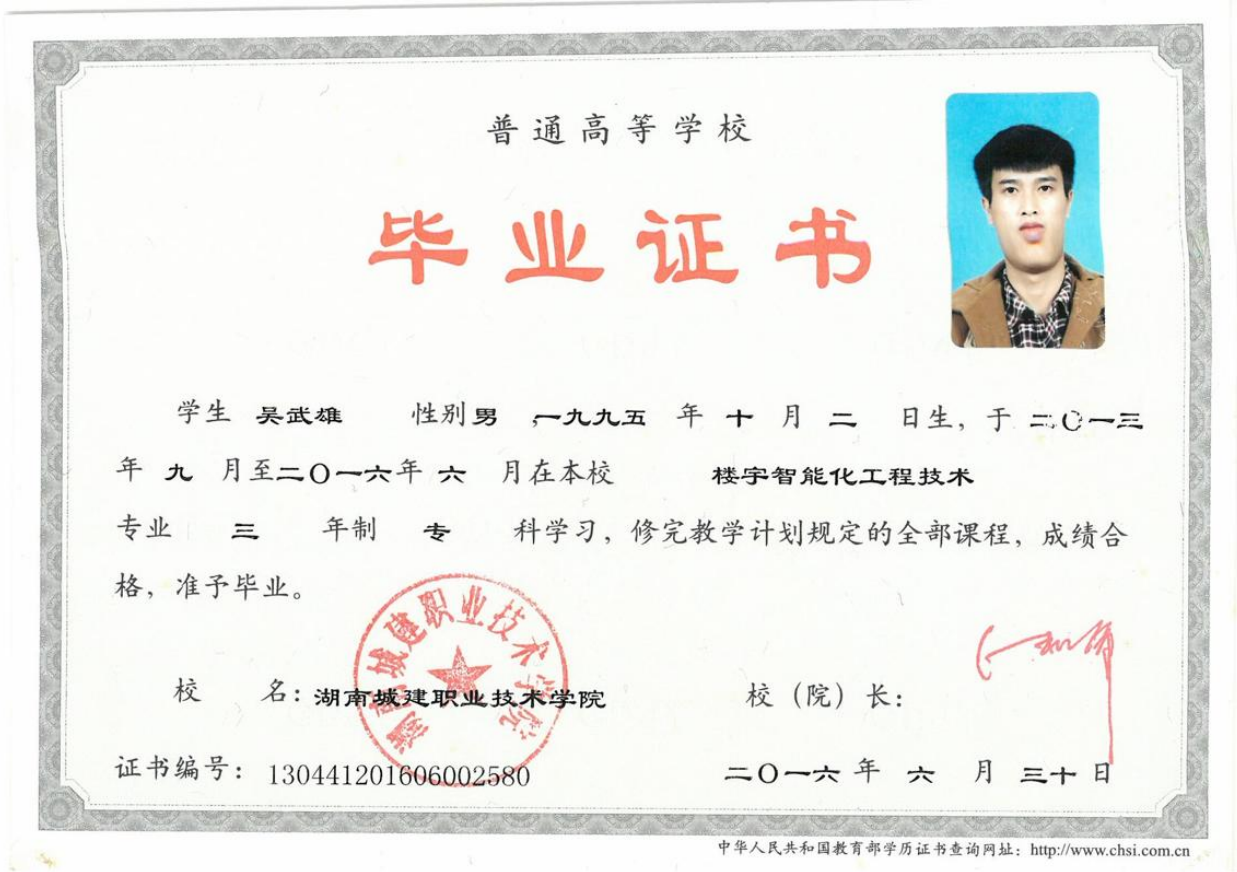 普通高等学校
毕业证书
学生 吴武雄 性别 男 ,一九九五 年 十 月 二 日生，于 二〇一三
年 九 月至 二〇一六 年 六 月在本校 楼宇智能化工程技术
专业 三 年制 专 科学习，修完教学计划规定的全部课程，成绩合
格，准予毕业。
湖南城建职业技术学院
校 名：湖南城建职业技术学院 校（院）长：
证书编号：130441201606002580 二〇一六 年 六 月 三十 日
中华人民共和国教育部学历证书查询网址：http://www.chsi.com.cn